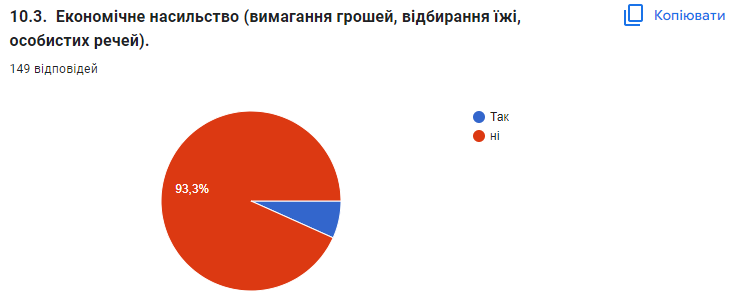 10.3. Економічне насильство (вимагання грошей, відбирання їжі,
особистих речей).
Копіювати
149 відповідей
Так
ні
93,3%